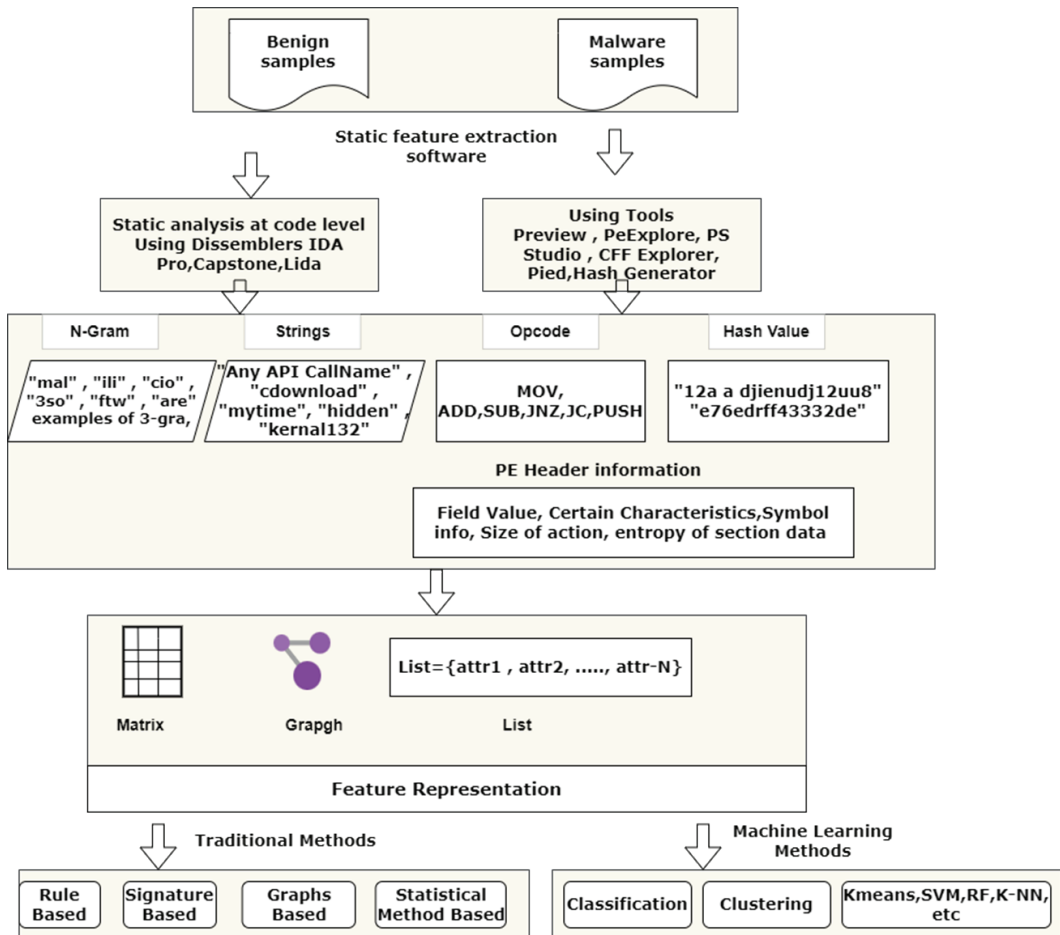 Benign
samples
Malware
samples
Static feature extraction
software
Static analysis at code level
Using Dissemblers IDA
Pro,Capstone,Lida
Using Tools
Preview , PeExplore, PS
Studio , CFF Explorer,
Pied,Hash Generator
N-Gram
Strings
Opcode
Hash Value
"mal" , "ili" , "cio" ,
"3so" , "ftw" , "are"
examples of 3-gra,
"Any API CallName" ,
"cdownload" ,
"mytime", "hidden" ,
"kernal132"
MOV,
ADD,SUB,JNZ,JC,PUSH
"12a a djienudj12uu8"
"e76edrff43332de"
PE Header information
Field Value, Certain Characteristics,Symbol
info, Size of action, entropy of section data
List={attr1 , attr2, ....., attr-N}
Matrix
Grapgh
List
Feature Representation
Traditional Methods
Machine Learning
Methods
Rule
Based
Signature
Based
Graphs
Based
Statistical
Method Based
Classification
Clustering
Kmeans,SVM,RF,K-NN,
etc